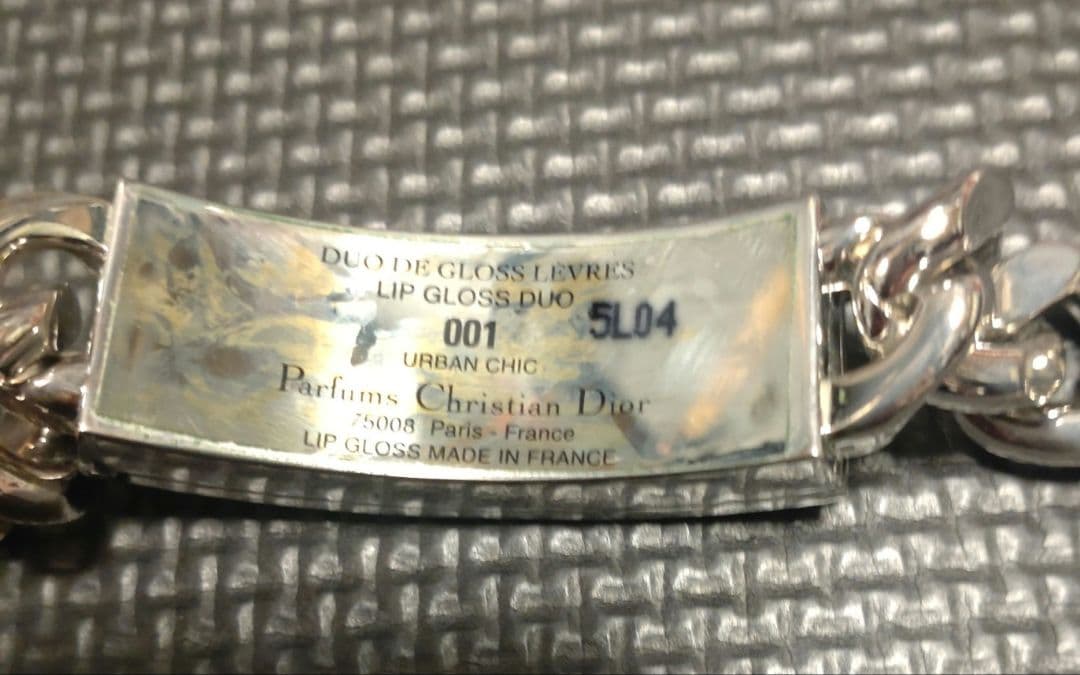 DUO DE GLOSS LÈVRES
LIP GLOSS DUO
001 5L04
URBAN CHIC
Parfums Christian Dior
75008 Paris - France
LIP GLOSS MADE IN FRANCE